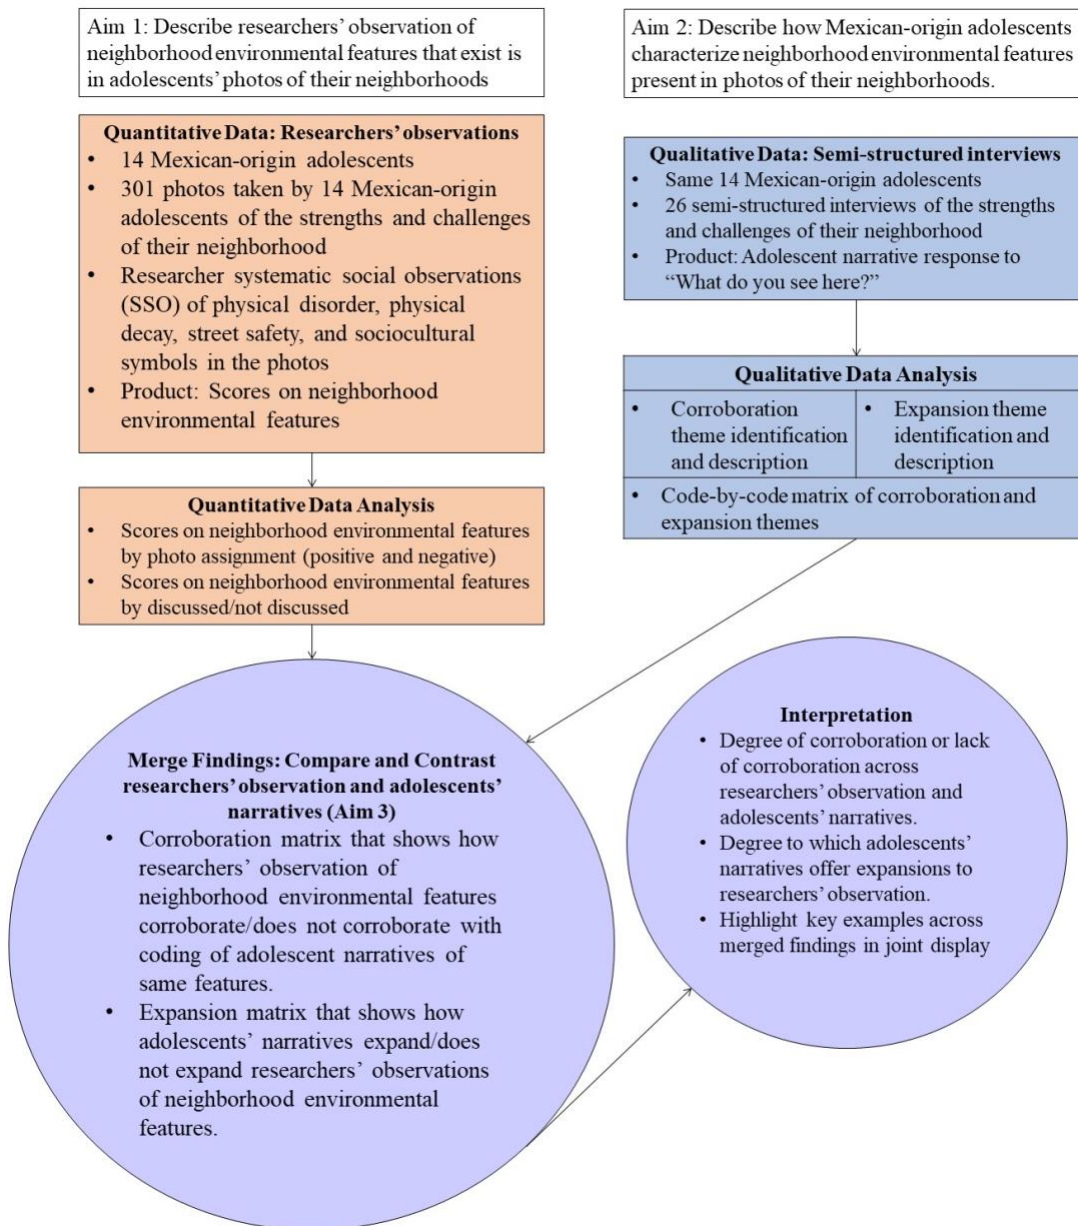 Aim 1: Describe researchers' observation of
neighborhood environmental features that exist is
in adolescents' photos of their neighborhoods
Aim 2: Describe how Mexican-origin adolescents
characterize neighborhood environmental features
present in photos of their neighborhoods.
Quantitative Data: Researchers' observations
• 14 Mexican-origin adolescents
• 301 photos taken by 14 Mexican-origin
adolescents of the strengths and challenges
of their neighborhood
• Researcher systematic social observations
(SSO) of physical disorder, physical
decay, street safety, and sociocultural
symbols in the photos
• Product: Scores on neighborhood
environmental features
Qualitative Data: Semi-structured interviews
• Same 14 Mexican-origin adolescents
• 26 semi-structured interviews of the strengths
and challenges of their neighborhood
• Product: Adolescent narrative response to
“What do you see here?”
Quantitative Data Analysis
• Scores on neighborhood environmental features
by photo assignment (positive and negative)
• Scores on neighborhood environmental features
by discussed/not discussed
Qualitative Data Analysis
• Corroboration
theme identification
and description
• Expansion theme
identification and
description
• Code-by-code matrix of corroboration and
expansion themes
Merge Findings: Compare and Contrast
researchers' observation and adolescents'
narratives (Aim 3)
• Corroboration matrix that shows how
researchers' observation of
neighborhood environmental features
corroborate/does not corroborate with
coding of adolescent narratives of
same features.
• Expansion matrix that shows how
adolescents' narratives expand/does
not expand researchers' observations
of neighborhood environmental
features.
Interpretation
• Degree of corroboration or lack
of corroboration across
researchers' observation and
adolescents' narratives.
• Degree to which adolescents'
narratives offer expansions to
researchers' observation.
• Highlight key examples across
merged findings in joint display